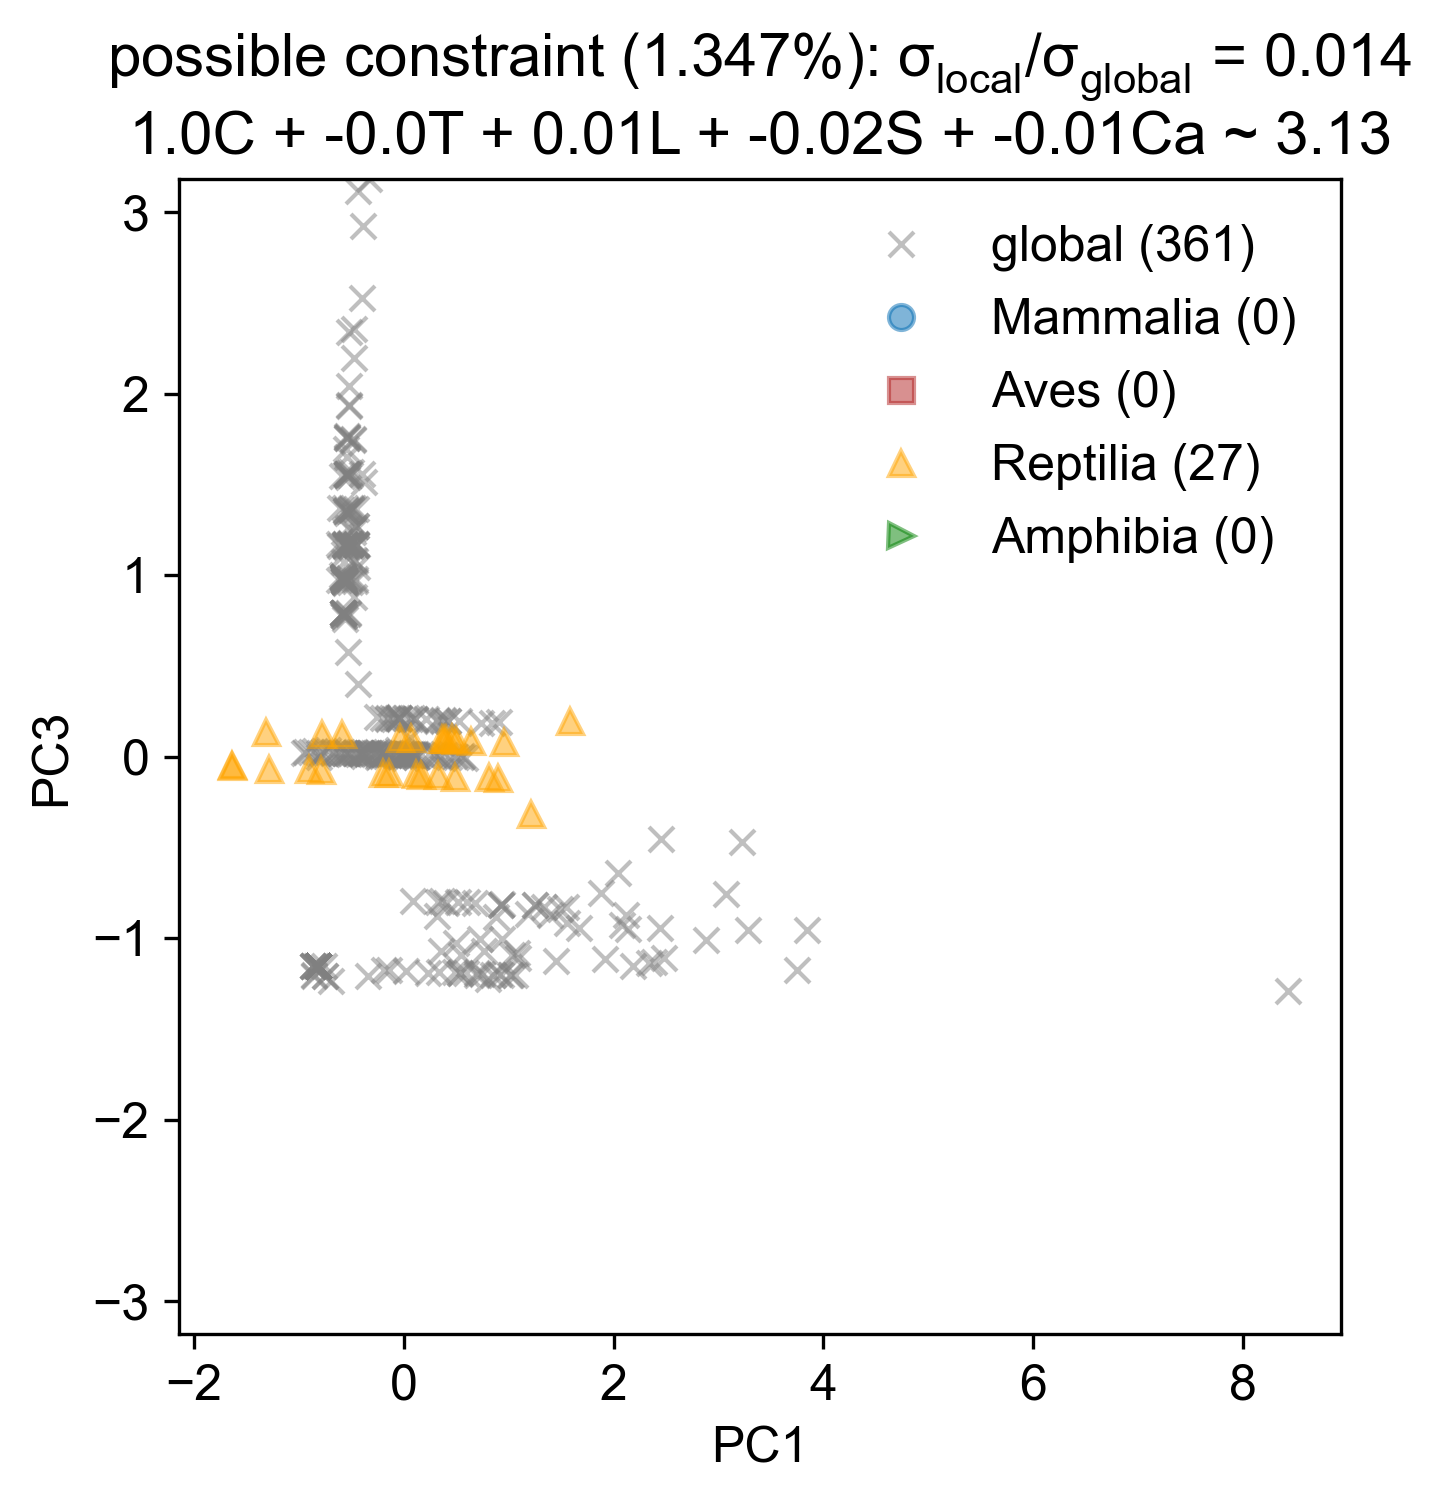 possible constraint (1.347%): σlocal/σglobal = 0.014
1.0C + -0.0T + 0.01L + -0.02S + -0.01Ca ~ 3.13
global (361)
Mammalia (0)
Aves (0)
Reptilia (27)
Amphibia (0)
3
2
1
0
−1
−2
−3
PC3
−2 0 2 4 6 8
PC1